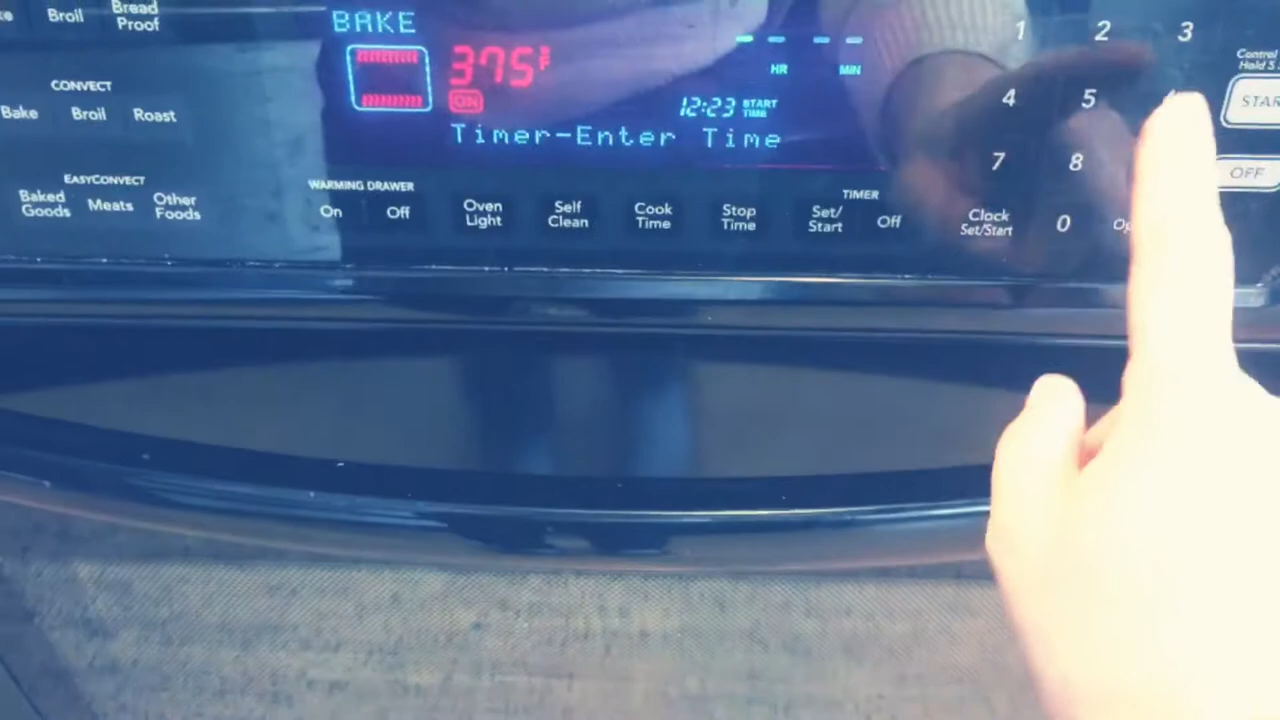 Broil
Bread
Proof
CONVECT
Bake Broil Roast
EASYCONVECT
Baked
Goods
Meats
Other
Foods
BAKE
375°F
ON
-- --
HR MIN
12:23 START
TIME
Timer-Enter Time
WARMING DRAWER
On Off
Oven
Light
Self
Clean
Cook
Time
Stop
Time
TIMER
Set/
Start
Off
1 2 3
4 5
7 8
Clock
Set/Start
0
Control
Hold
STAR
OFF